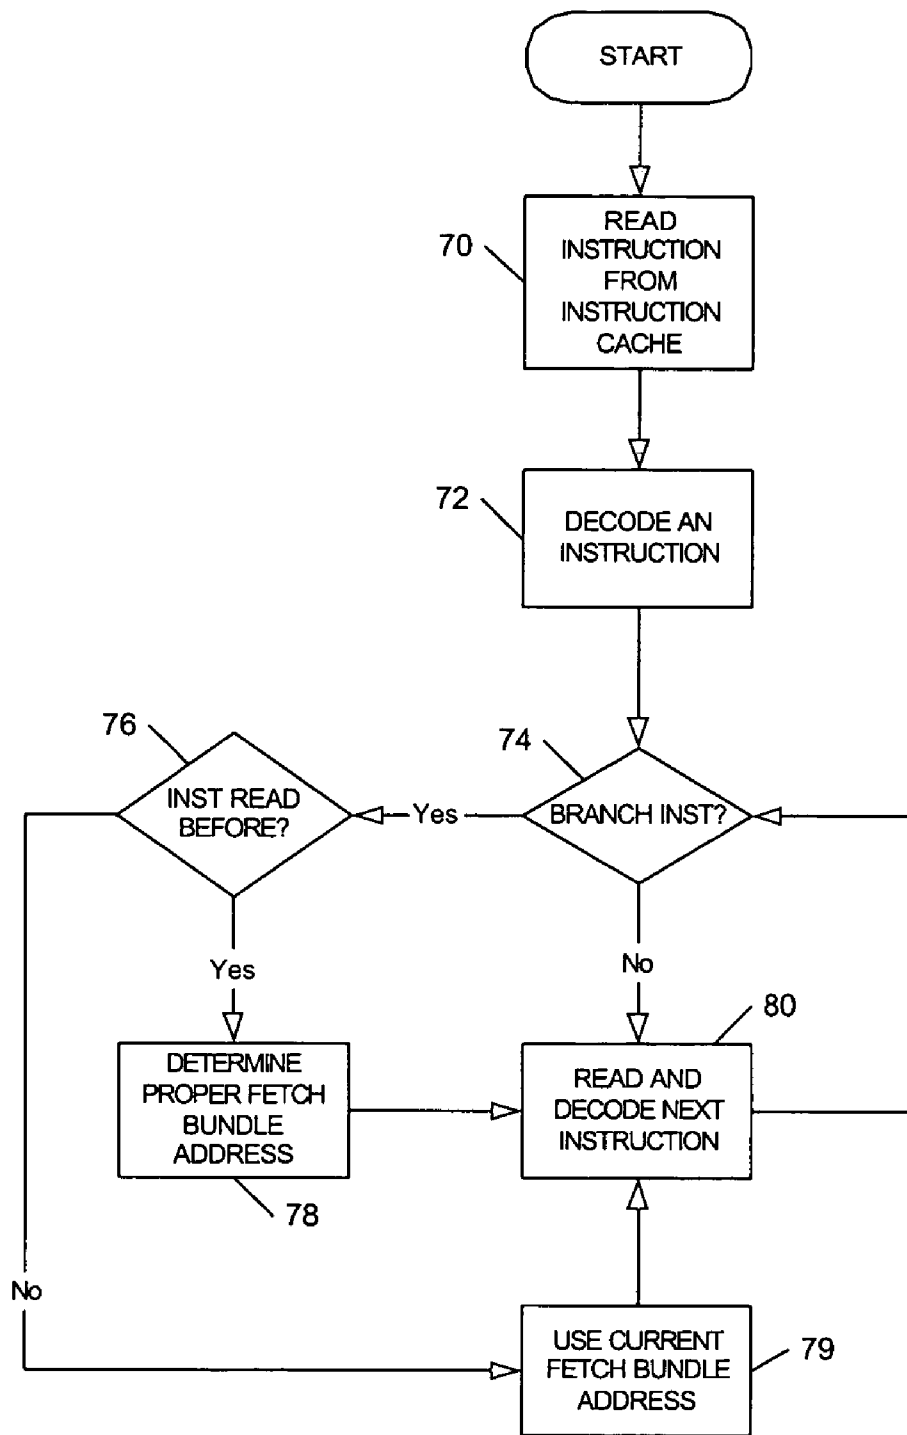 START
READ
INSTRUCTION
FROM
INSTRUCTION
CACHE
70
DECODE AN
INSTRUCTION
72
BRANCH INST?
74
Yes
No
INST READ
BEFORE?
76
Yes
No
DETERMINE
PROPER FETCH
BUNDLE
ADDRESS
78
READ AND
DECODE NEXT
INSTRUCTION
80
USE CURRENT
FETCH BUNDLE
ADDRESS
79